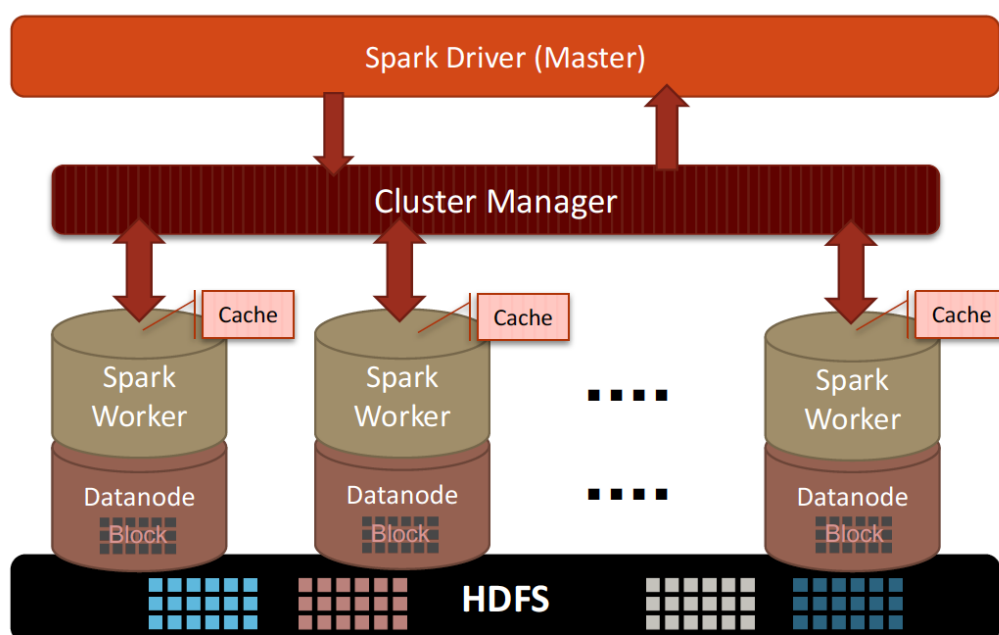 Spark Driver (Master)
Cluster Manager
Cache
Cache
Cache
Spark
Worker
Spark
Worker
Spark
Worker
Datanode
Block
Datanode
Block
Datanode
Block
HDFS